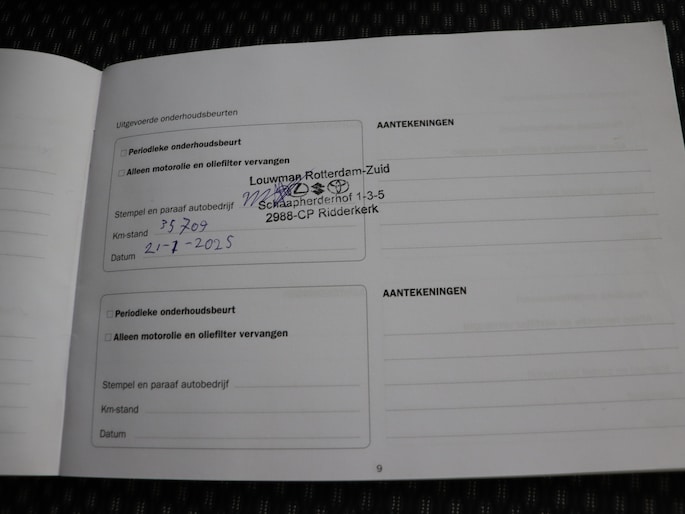 Uitgevoerde onderhoudsbeurten
Periodieke onderhoudsbeurt
Alleen motorolie en oliefilter vervangen
Louwman Rotterdam-Zuid
Schaapherderhof 1-3-5
2988-CP Ridderkerk
Stempel en paraaf autobedrijf
Km-stand 35709
Datum 21-1-2025
AANTEKENINGEN
Periodieke onderhoudsbeurt
Alleen motorolie en oliefilter vervangen
Stempel en paraaf autobedrijf
Km-stand
Datum
AANTEKENINGEN
9